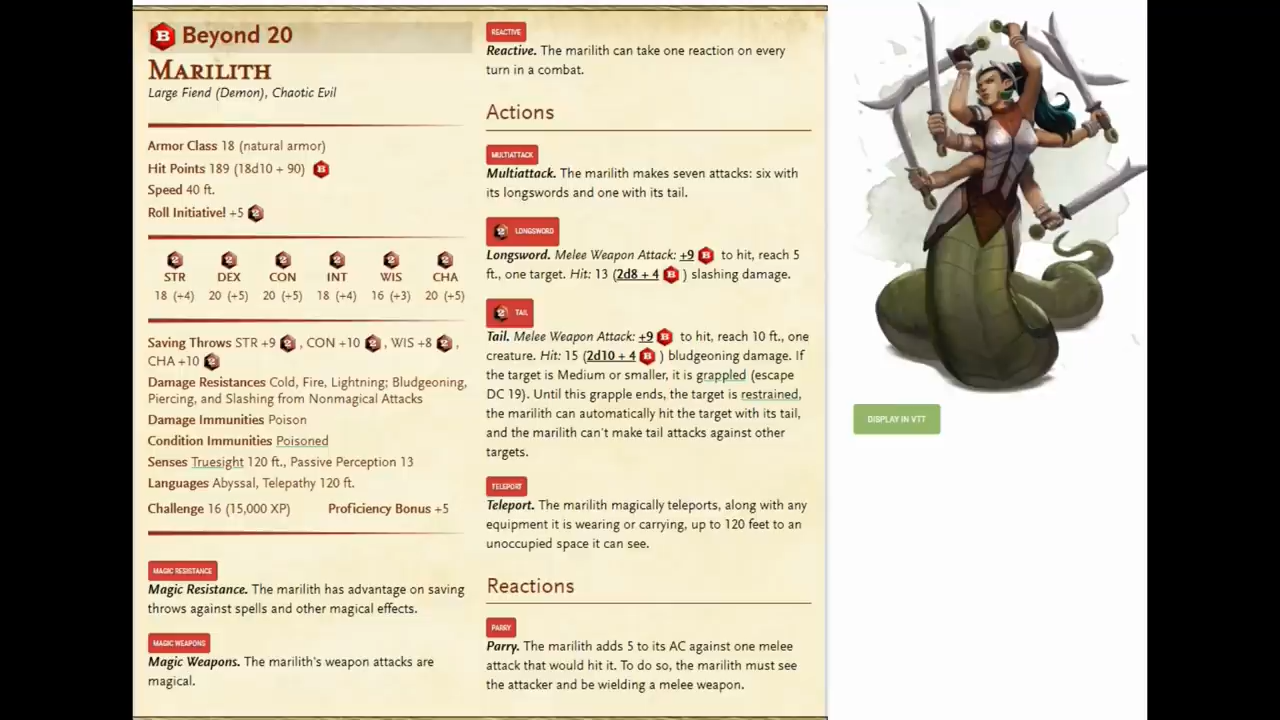 Beyond 20
MARILITH
Large Fiend (Demon), Chaotic Evil
Armor Class 18 (natural armor)
Hit Points 189 (18d10 + 90)
Speed 40 ft.
Roll Initiative! +5
STR DEX CON INT WIS CHA
18 (+4) 20 (+5) 20 (+5) 18 (+4) 16 (+3) 20 (+5)
Saving Throws STR +9 , CON +10 , WIS +8 ,
CHA +10
Damage Resistances Cold, Fire, Lightning; Bludgeoning,
Piercing, and Slashing from Nonmagical Attacks
Damage Immunities Poison
Condition Immunities Poisoned
Senses Truesight 120 ft., Passive Perception 13
Languages Abyssal, Telepathy 120 ft.
Challenge 16 (15,000 XP) Proficiency Bonus +5
MAGIC RESISTANCE
Magic Resistance. The marilith has advantage on saving
throws against spells and other magical effects.
MAGIC WEAPONS
Magic Weapons. The marilith's weapon attacks are
magical.
REACTIVE
Reactive. The marilith can take one reaction on every
turn in a combat.
Actions
MULTIATTACK
Multiattack. The marilith makes seven attacks: six with
its longswords and one with its tail.
LONGSWORD
Longsword. Melee Weapon Attack: +9 to hit, reach 5
ft., one target. Hit: 13 (2d8 + 4 ) slashing damage.
TAIL
Tail. Melee Weapon Attack: +9 to hit, reach 10 ft., one
creature. Hit: 15 (2d10 + 4 ) bludgeoning damage. If
the target is Medium or smaller, it is grappled (escape
DC 19). Until this grapple ends, the target is restrained,
the marilith can automatically hit the target with its tail,
and the marilith can't make tail attacks against other
targets.
TELEPORT
Teleport. The marilith magically teleports, along with any
equipment it is wearing or carrying, up to 120 feet to an
unoccupied space it can see.
Reactions
PARRY
Parry. The marilith adds 5 to its AC against one melee
attack that would hit it. To do so, the marilith must see
the attacker and be wielding a melee weapon.
DISPLAY IN VTT